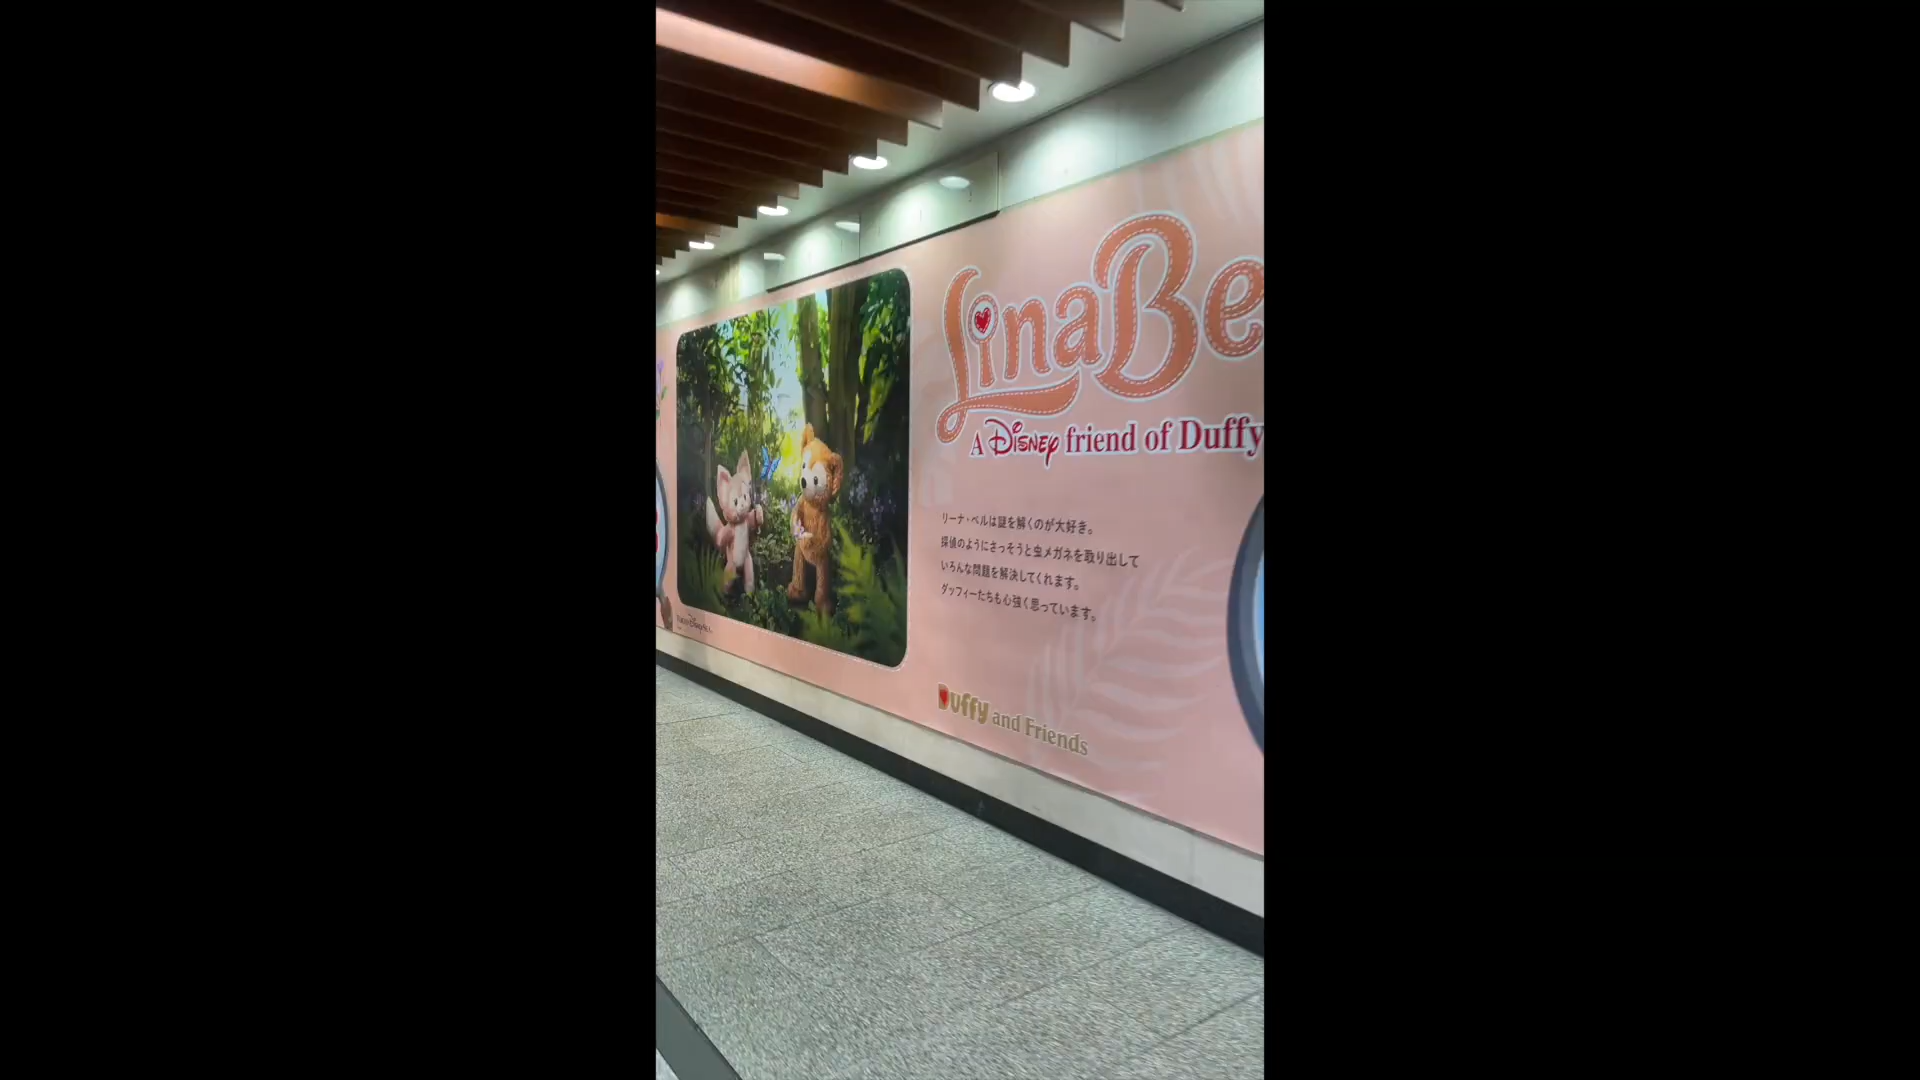 LinaBe
A Disney friend of Duffy
リーナ・ベルは謎を解くのが大好き。
探偵のようにさっそうと虫メガネを取り出して
いろんな問題を解決してくれます。
ダッフィーたちも心強く思っています。
Duffy and Friends